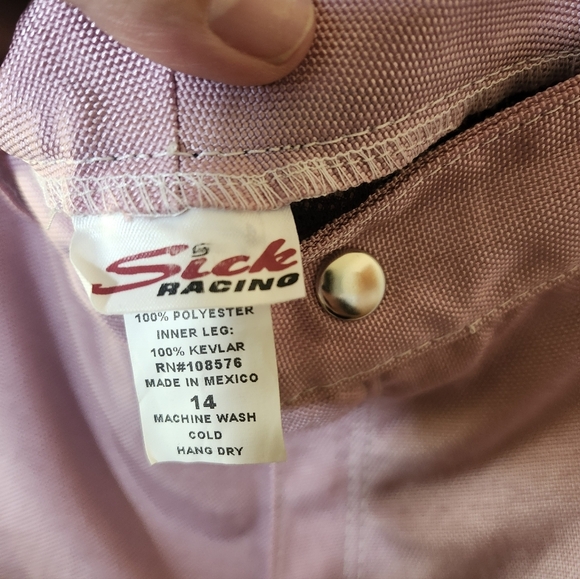 Sick
RACING
100% POLYESTER
INNER LEG:
100% KEVLAR
RN#108576
MADE IN MEXICO
14
MACHINE WASH
COLD
HANG DRY